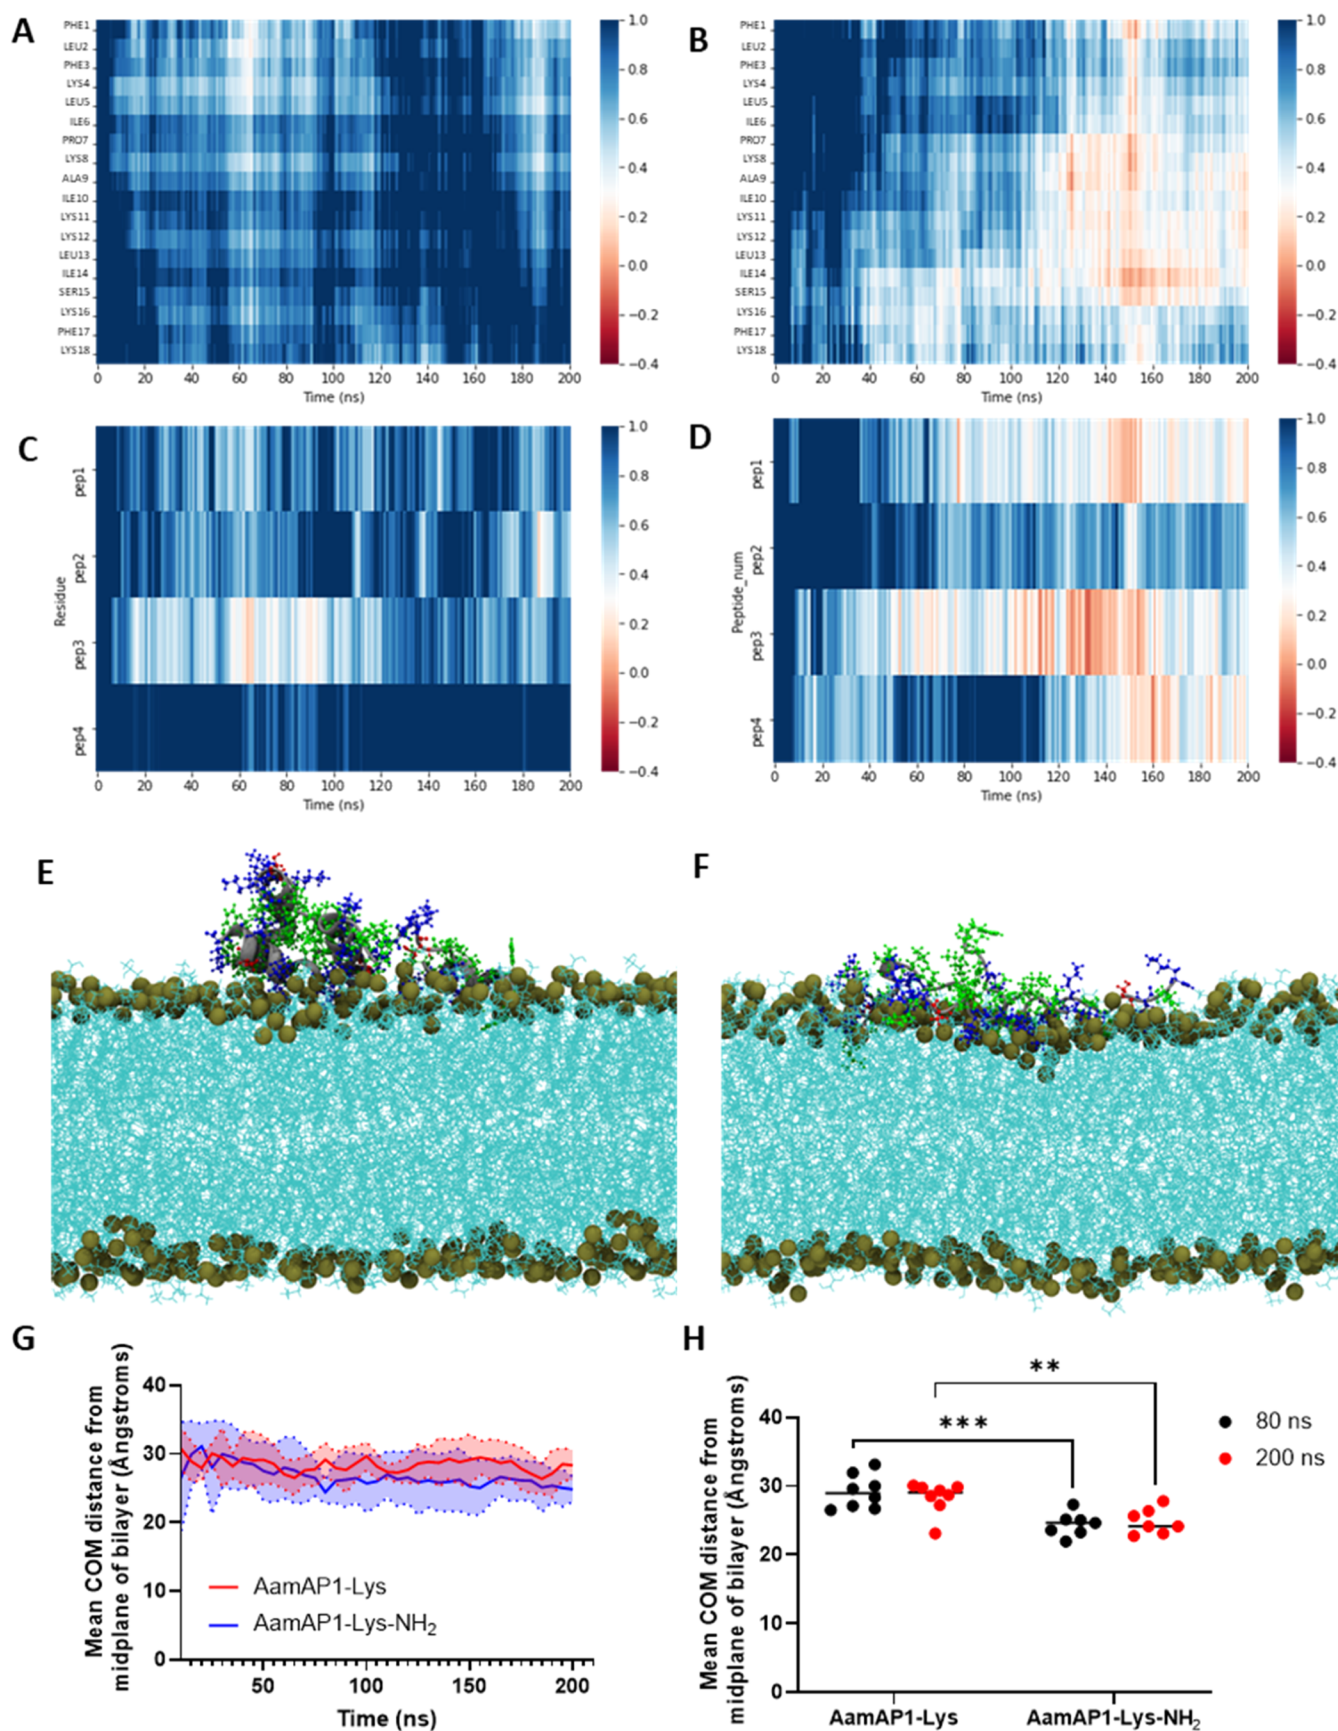 A
PHE1
LEU2
PHE3
LYS4
LEU5
ILE6
PRO7
LYS8
ALA9
ILE10
LYS11
LYS12
LEU13
ILE14
SER15
LYS16
PHE17
LYS18
0 20 40 60 80 100 120 140 160 180 200
Time (ns)
1.0
0.8
0.6
0.4
0.2
0.0
−0.2
−0.4
B
PHE1
LEU2
PHE3
LYS4
LEU5
ILE6
PRO7
LYS8
ALA9
ILE10
LYS11
LYS12
LEU13
ILE14
SER15
LYS16
PHE17
LYS18
0 20 40 60 80 100 120 140 160 180 200
Time (ns)
1.0
0.8
0.6
0.4
0.2
0.0
−0.2
−0.4
C
Residue
pep1
pep2
pep3
pep4
0 20 40 60 80 100 120 140 160 180 200
Time (ns)
1.0
0.8
0.6
0.4
0.2
0.0
−0.2
−0.4
D
Peptide_num
pep1
pep2
pep3
pep4
0 20 40 60 80 100 120 140 160 180 200
Time (ns)
1.0
0.8
0.6
0.4
0.2
0.0
−0.2
−0.4
E
F
G
Mean COM distance from
midplane of bilayer (Ångstroms)
40
30
20
10
0
AamAP1-Lys
AamAP1-Lys-NH₂
50 100 150 200
Time (ns)
H
Mean COM distance from
midplane of bilayer (Ångstroms)
40
30
20
10
0
**
***
80 ns
200 ns
AamAP1-Lys AamAP1-Lys-NH₂